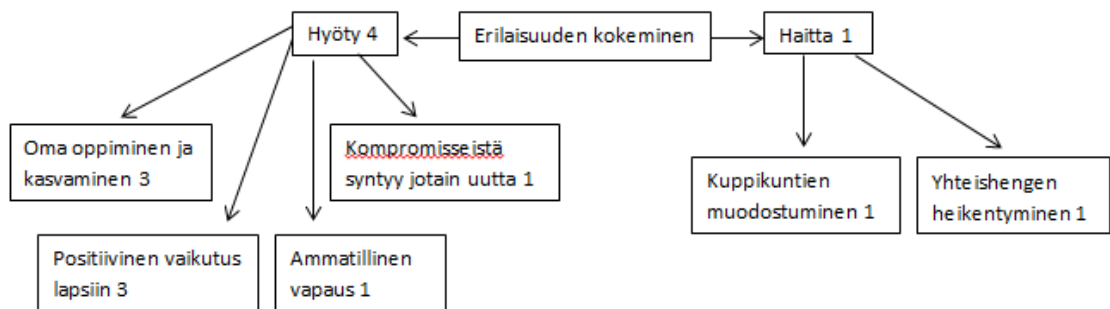 Hyöty 4
Erilaisuuden kokeminen
Haitta 1
Oma oppiminen ja
kasvaminen 3
Kompromisseistä
syntyy jotain uutta 1
Kuppikuntien
muodostuminen 1
Yhteishengen
heikentyminen 1
Positiivinen vaikutus
lapsiin 3
Ammatillinen
vapaus 1